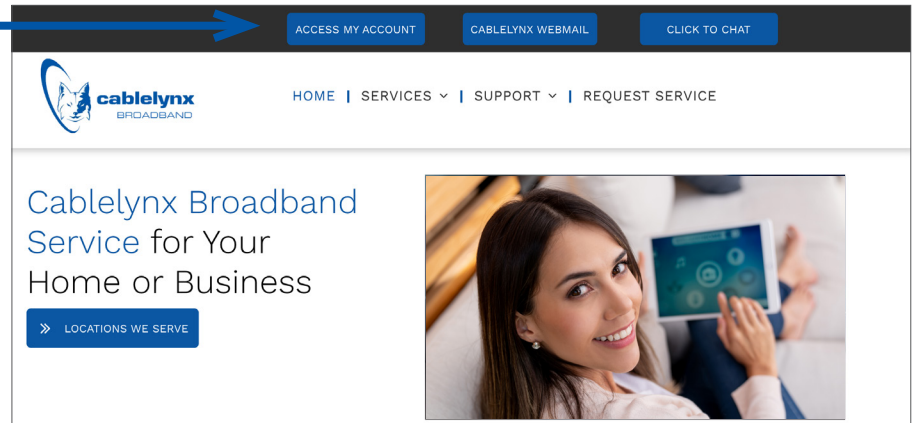 ACCESS MY ACCOUNT
CABLELYNX WEBMAIL
CLICK TO CHAT
cablelynx
BROADBAND
HOME | SERVICES | SUPPORT | REQUEST SERVICE
Cablelynx Broadband
Service for Your
Home or Business
LOCATIONS WE SERVE